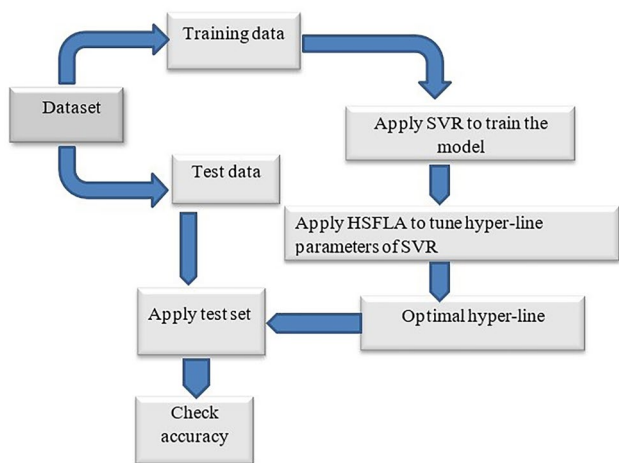 Training data
Dataset
Apply SVR to train the
model
Test data
Apply HSFLA to tune hyper-line
parameters of SVR
Apply test set
Optimal hyper-line
Check
accuracy